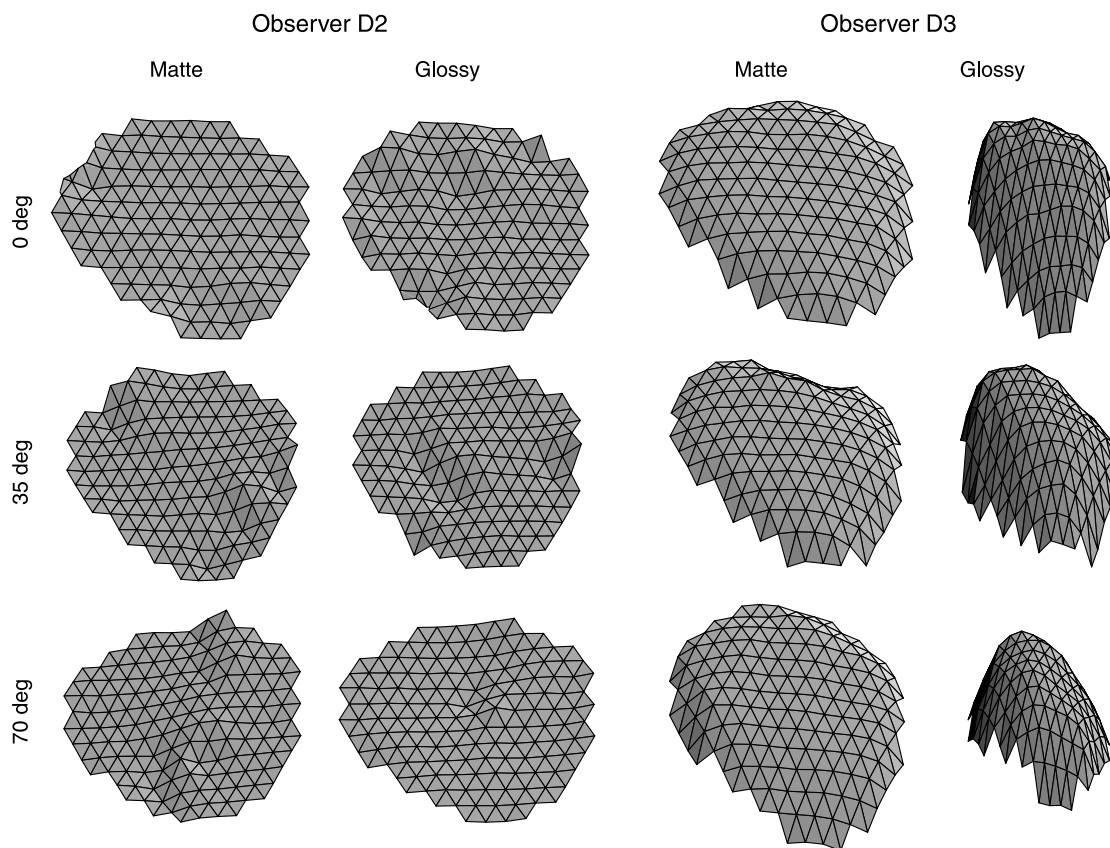 Observer D2
Observer D3
Matte
Glossy
Matte
Glossy
0 deg
35 deg
70 deg